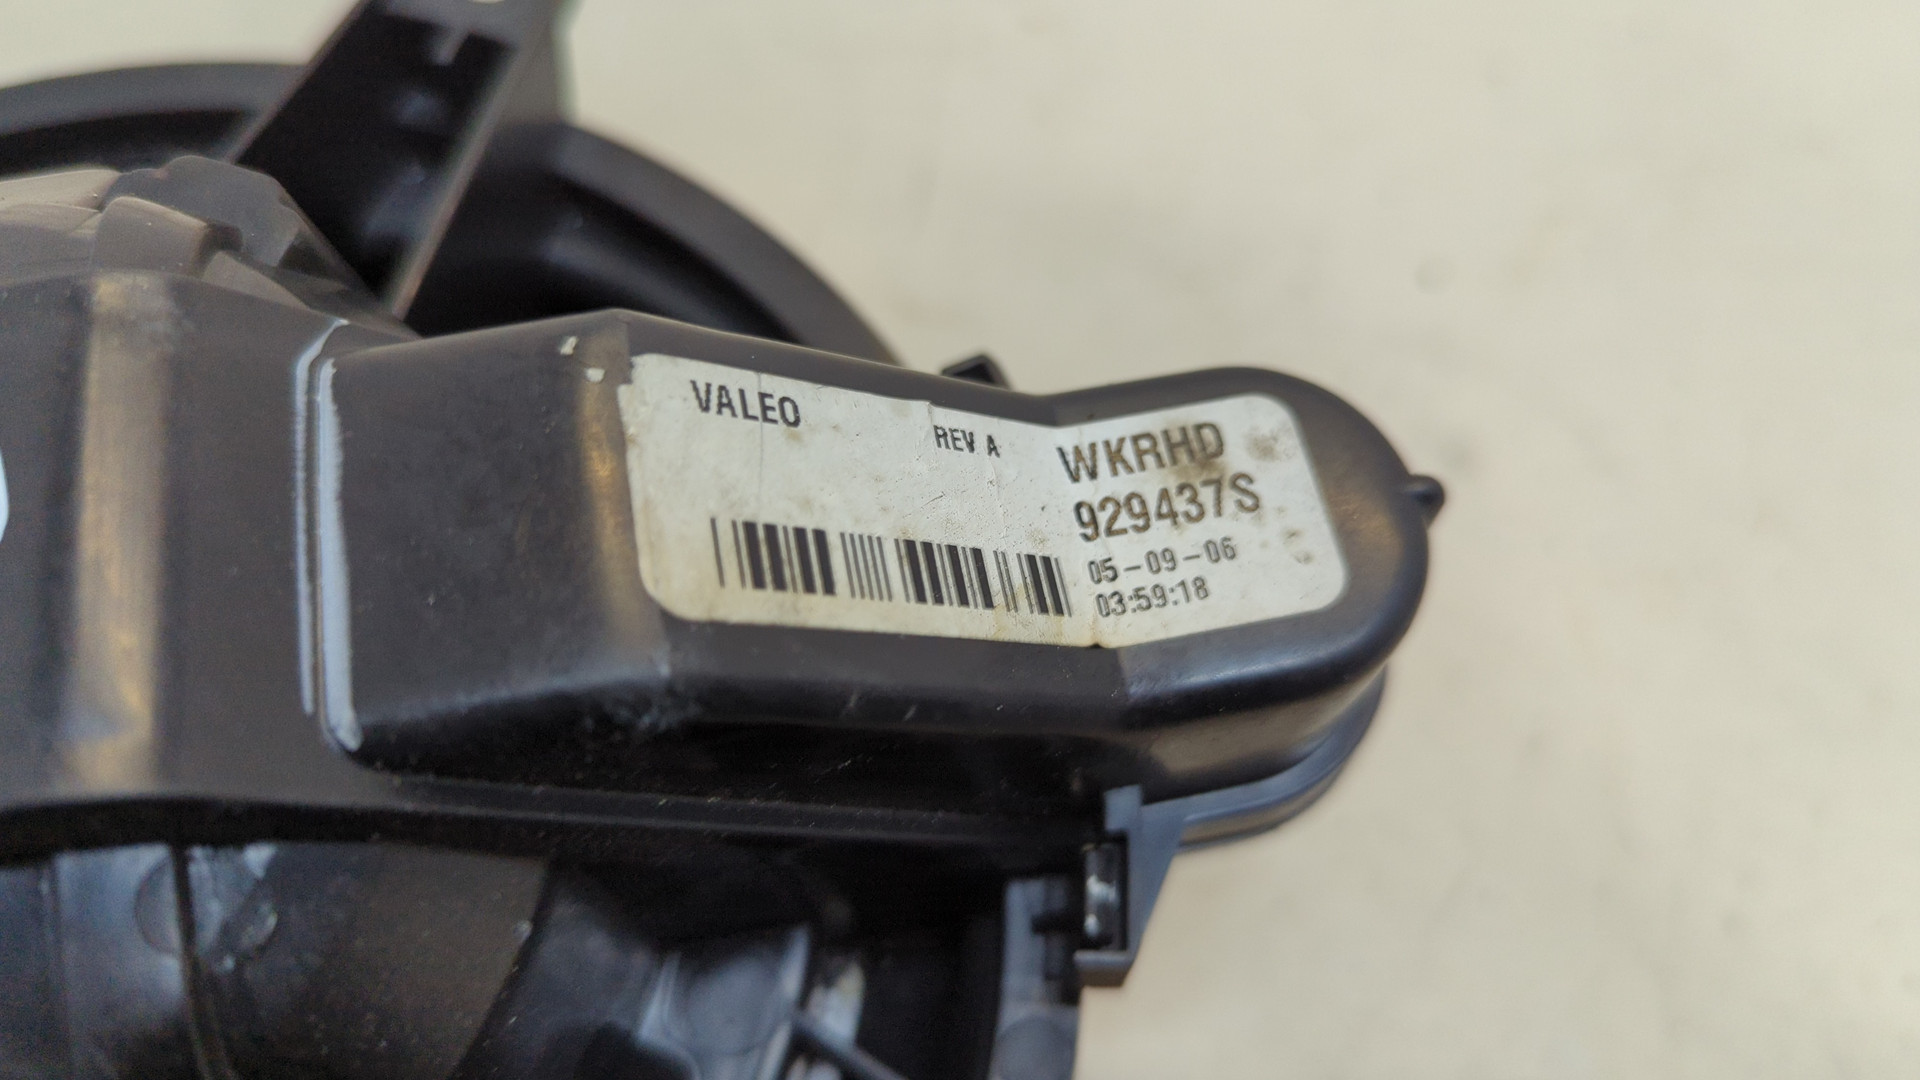 VALEO
REV A
WKRHD
929437S
05-09-06
03:59:18